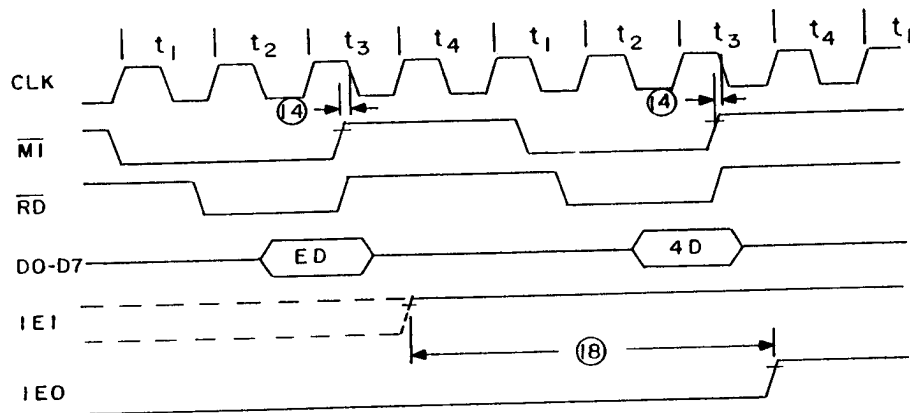 t1 t2 t3 t4 t1 t2 t3 t4 t1
CLK
14 14
M1
RD
D0-D7 ED 4D
IEI
18
IEO